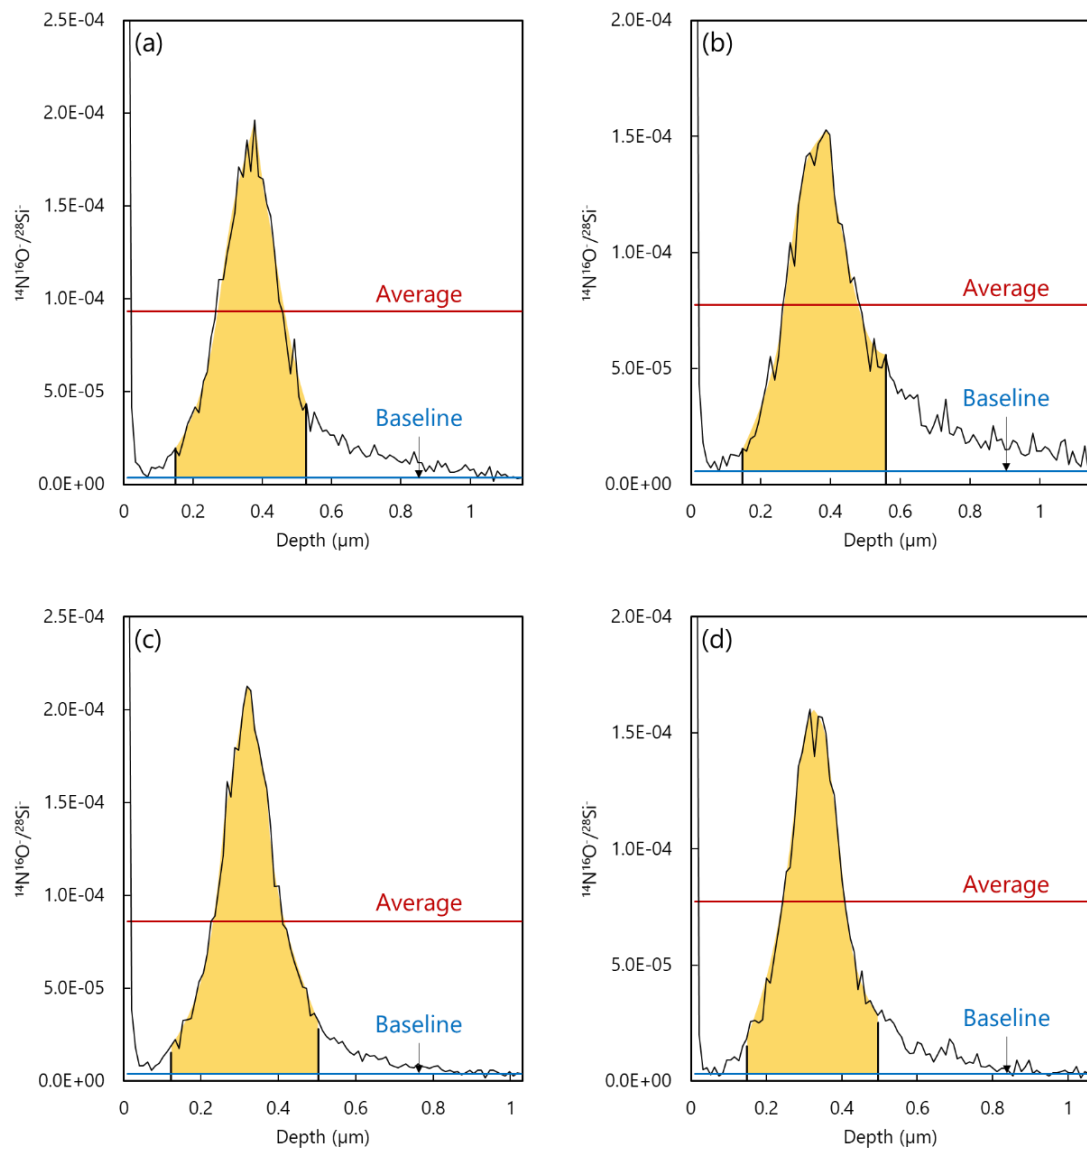 (a)
2.5E-04
2.0E-04
1.5E-04
1.0E-04
5.0E-05
0.0E+00
¹⁴N¹⁶O⁻/²⁸Si⁻
Average
Baseline
0 0.2 0.4 0.6 0.8 1
Depth (μm)
(b)
2.0E-04
1.5E-04
1.0E-04
5.0E-05
0.0E+00
¹⁴N¹⁶O⁻/²⁸Si⁻
Average
Baseline
0 0.2 0.4 0.6 0.8 1
Depth (μm)
(c)
2.5E-04
2.0E-04
1.5E-04
1.0E-04
5.0E-05
0.0E+00
¹⁴N¹⁶O⁻/²⁸Si⁻
Average
Baseline
0 0.2 0.4 0.6 0.8 1
Depth (μm)
(d)
2.0E-04
1.5E-04
1.0E-04
5.0E-05
0.0E+00
¹⁴N¹⁶O⁻/²⁸Si⁻
Average
Baseline
0 0.2 0.4 0.6 0.8 1
Depth (μm)